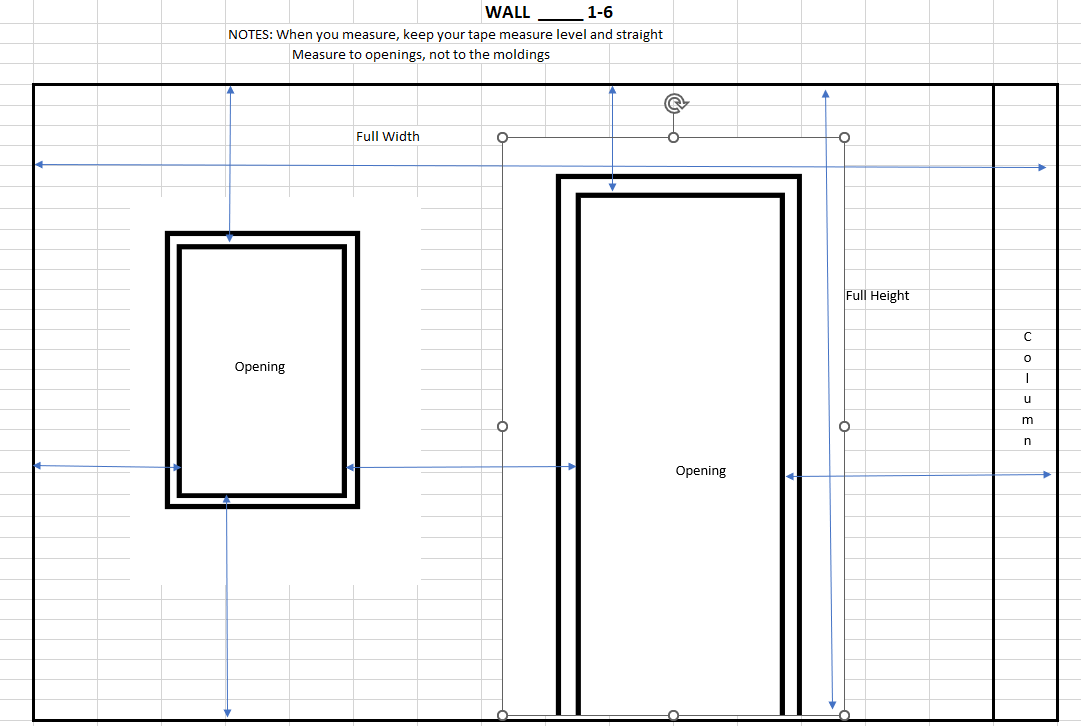 WALL _____ 1-6
NOTES: When you measure, keep your tape measure level and straight
Measure to openings, not to the moldings
Full Width
Full Height
Opening
Opening
C
o
l
u
m
n